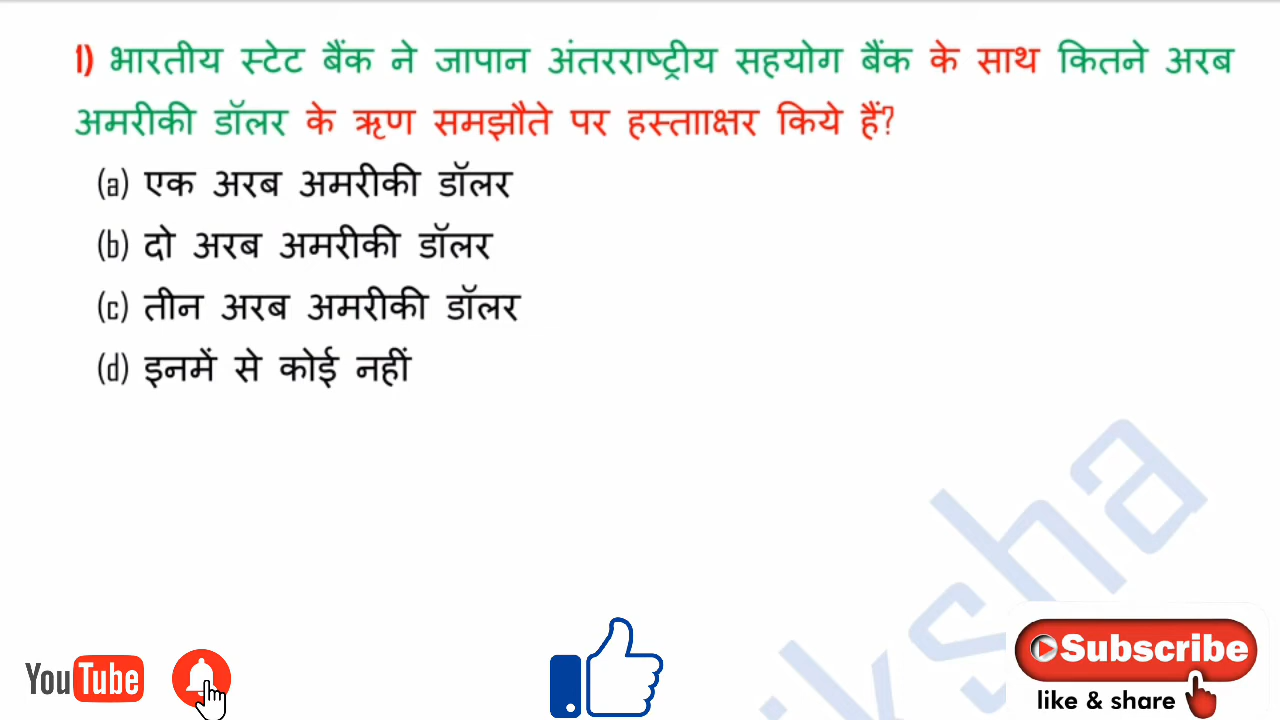 1) भारतीय स्टेट बैंक ने जापान अंतरराष्ट्रीय सहयोग बैंक के साथ कितने अरब
अमरीकी डॉलर के ऋण समझौते पर हस्तााक्षर किये हैं?
(a) एक अरब अमरीकी डॉलर
(b) दो अरब अमरीकी डॉलर
(c) तीन अरब अमरीकी डॉलर
(d) इनमें से कोई नहीं
iksha
YouTube
Subscribe
like & share